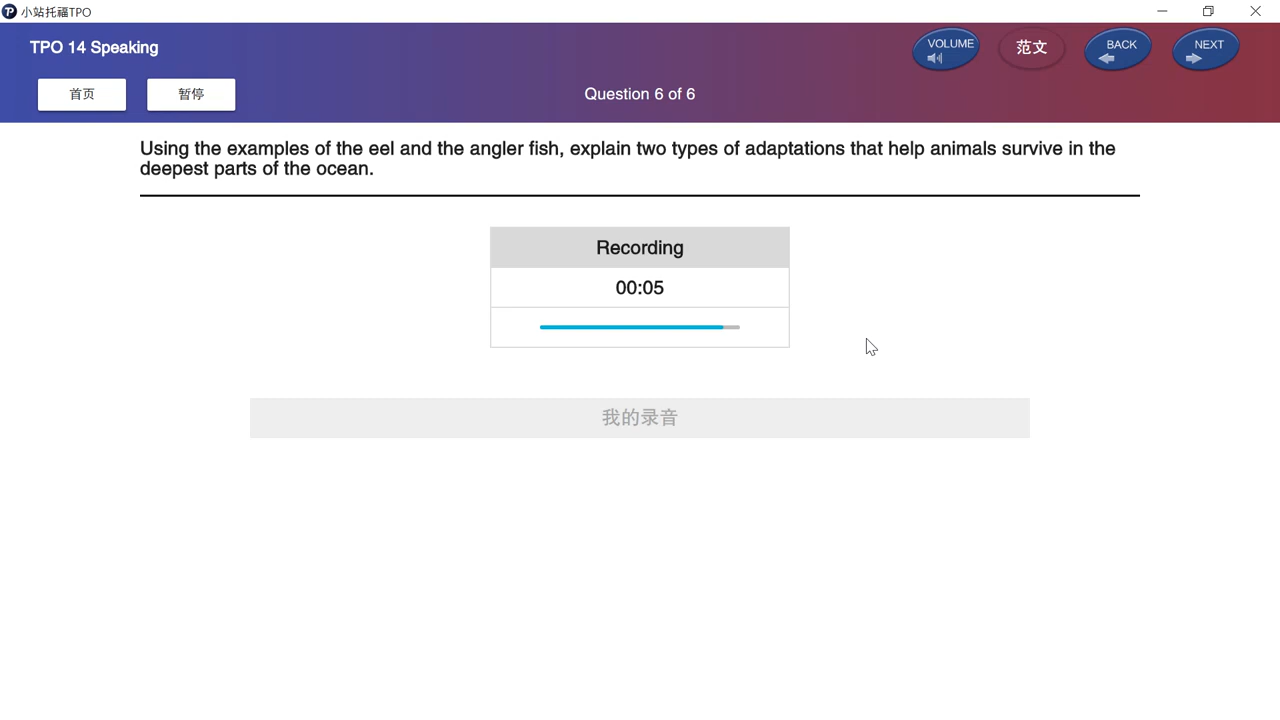 小站托福TPO
TPO 14 Speaking
VOLUME
范文
BACK
NEXT
首页
暂停
Question 6 of 6
Using the examples of the eel and the angler fish, explain two types of adaptations that help animals survive in the
deepest parts of the ocean.
Recording
00:05
我的录音